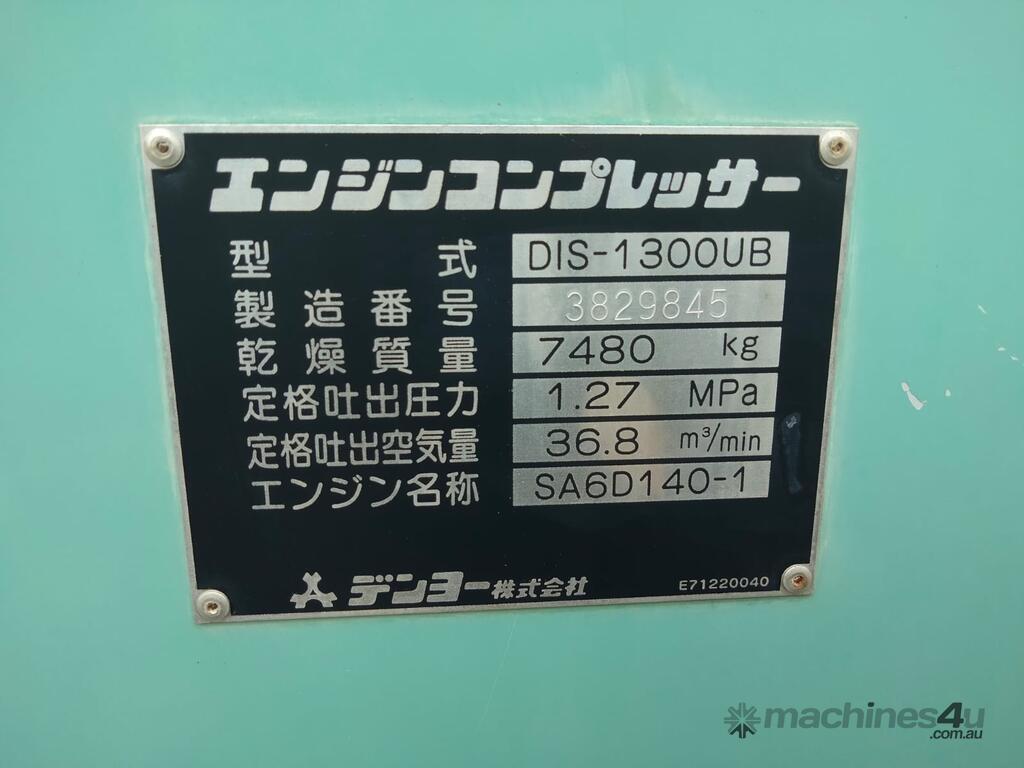 エンジンコンプレッサー
型式 DIS-1300UB
製造番号 3829845
乾燥質量 7480 kg
定格吐出圧力 1.27 MPa
定格吐出空気量 36.8 m³/min
エンジン名称 SA6D140-1
デンヨー株式会社 E71220040
machines4u
.com.au